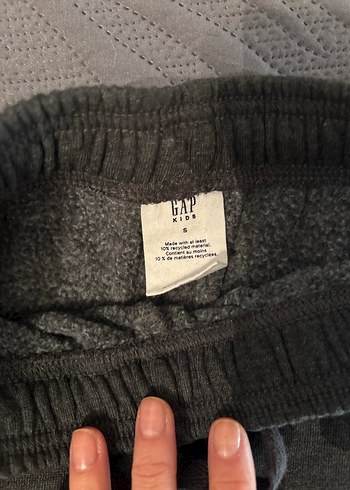 GAP
KIDS
S
Made with at least
10% recycled material.
Contient au moins
10 % de matières recyclées.